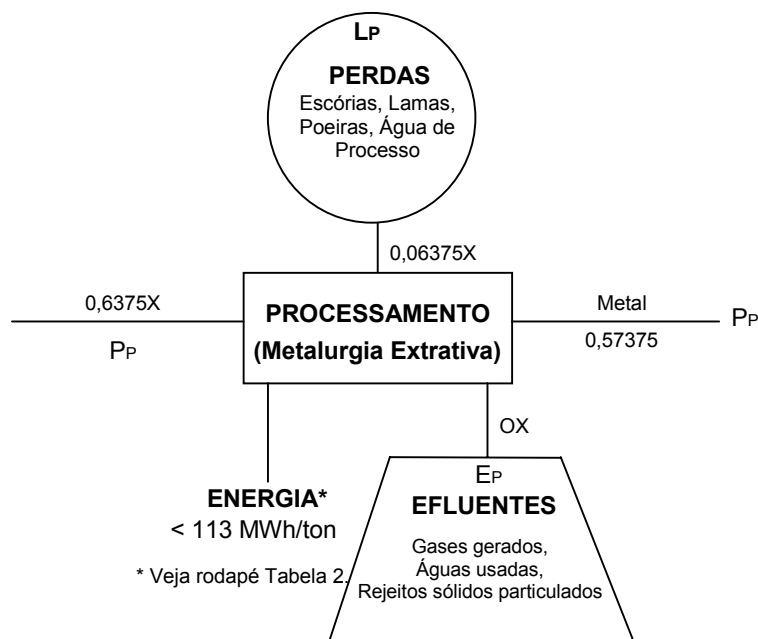 LP
PERDAS
Escórias, Lamas,
Poeiras, Água de
Processo
0,06375X
0,6375X
PP
PROCESSAMENTO
(Metalurgia Extrativa)
Metal
0,57375
PP
OX
ENERGIA*
< 113 MWh/ton
* Veja rodapé Tabela 2.
EP
EFLUENTES
Gases gerados,
Águas usadas,
Rejeitos sólidos particulados